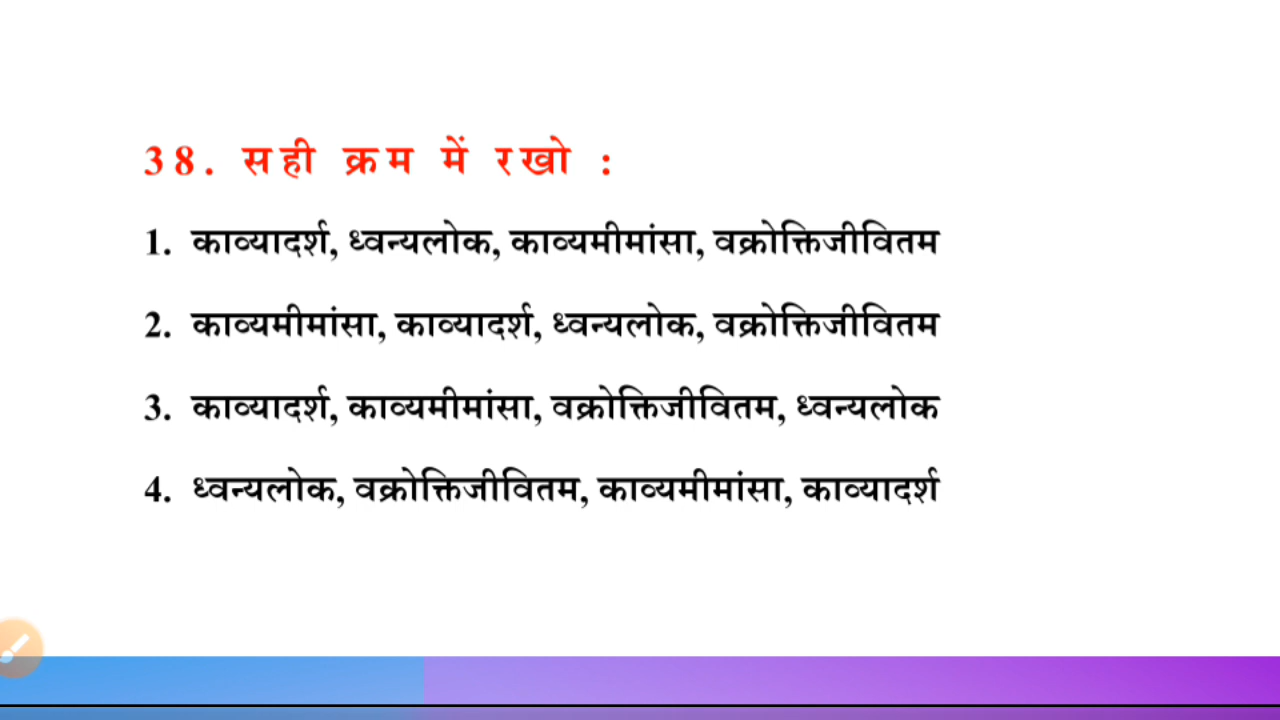 38. सही क्रम में रखो :
1. काव्यादर्श, ध्वन्यलोक, काव्यमीमांसा, वक्रोक्तिजीवितम
2. काव्यमीमांसा, काव्यादर्श, ध्वन्यलोक, वक्रोक्तिजीवितम
3. काव्यादर्श, काव्यमीमांसा, वक्रोक्तिजीवितम, ध्वन्यलोक
4. ध्वन्यलोक, वक्रोक्तिजीवितम, काव्यमीमांसा, काव्यादर्श